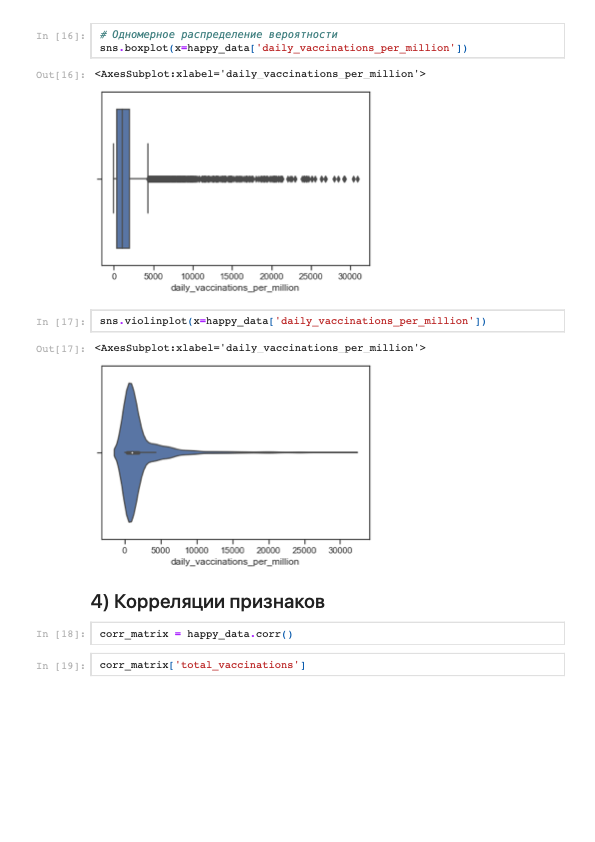 In [16]: # Одномерное распределение вероятности
sns.boxplot(x=happy_data['daily_vaccinations_per_million'])
Out[16]: <AxesSubplot:xlabel='daily_vaccinations_per_million'>
0 5000 10000 15000 20000 25000 30000
daily_vaccinations_per_million
In [17]: sns.violinplot(x=happy_data['daily_vaccinations_per_million'])
Out[17]: <AxesSubplot:xlabel='daily_vaccinations_per_million'>
0 5000 10000 15000 20000 25000 30000
daily_vaccinations_per_million
4) Корреляции признаков
In [18]: corr_matrix = happy_data.corr()
In [19]: corr_matrix['total_vaccinations']